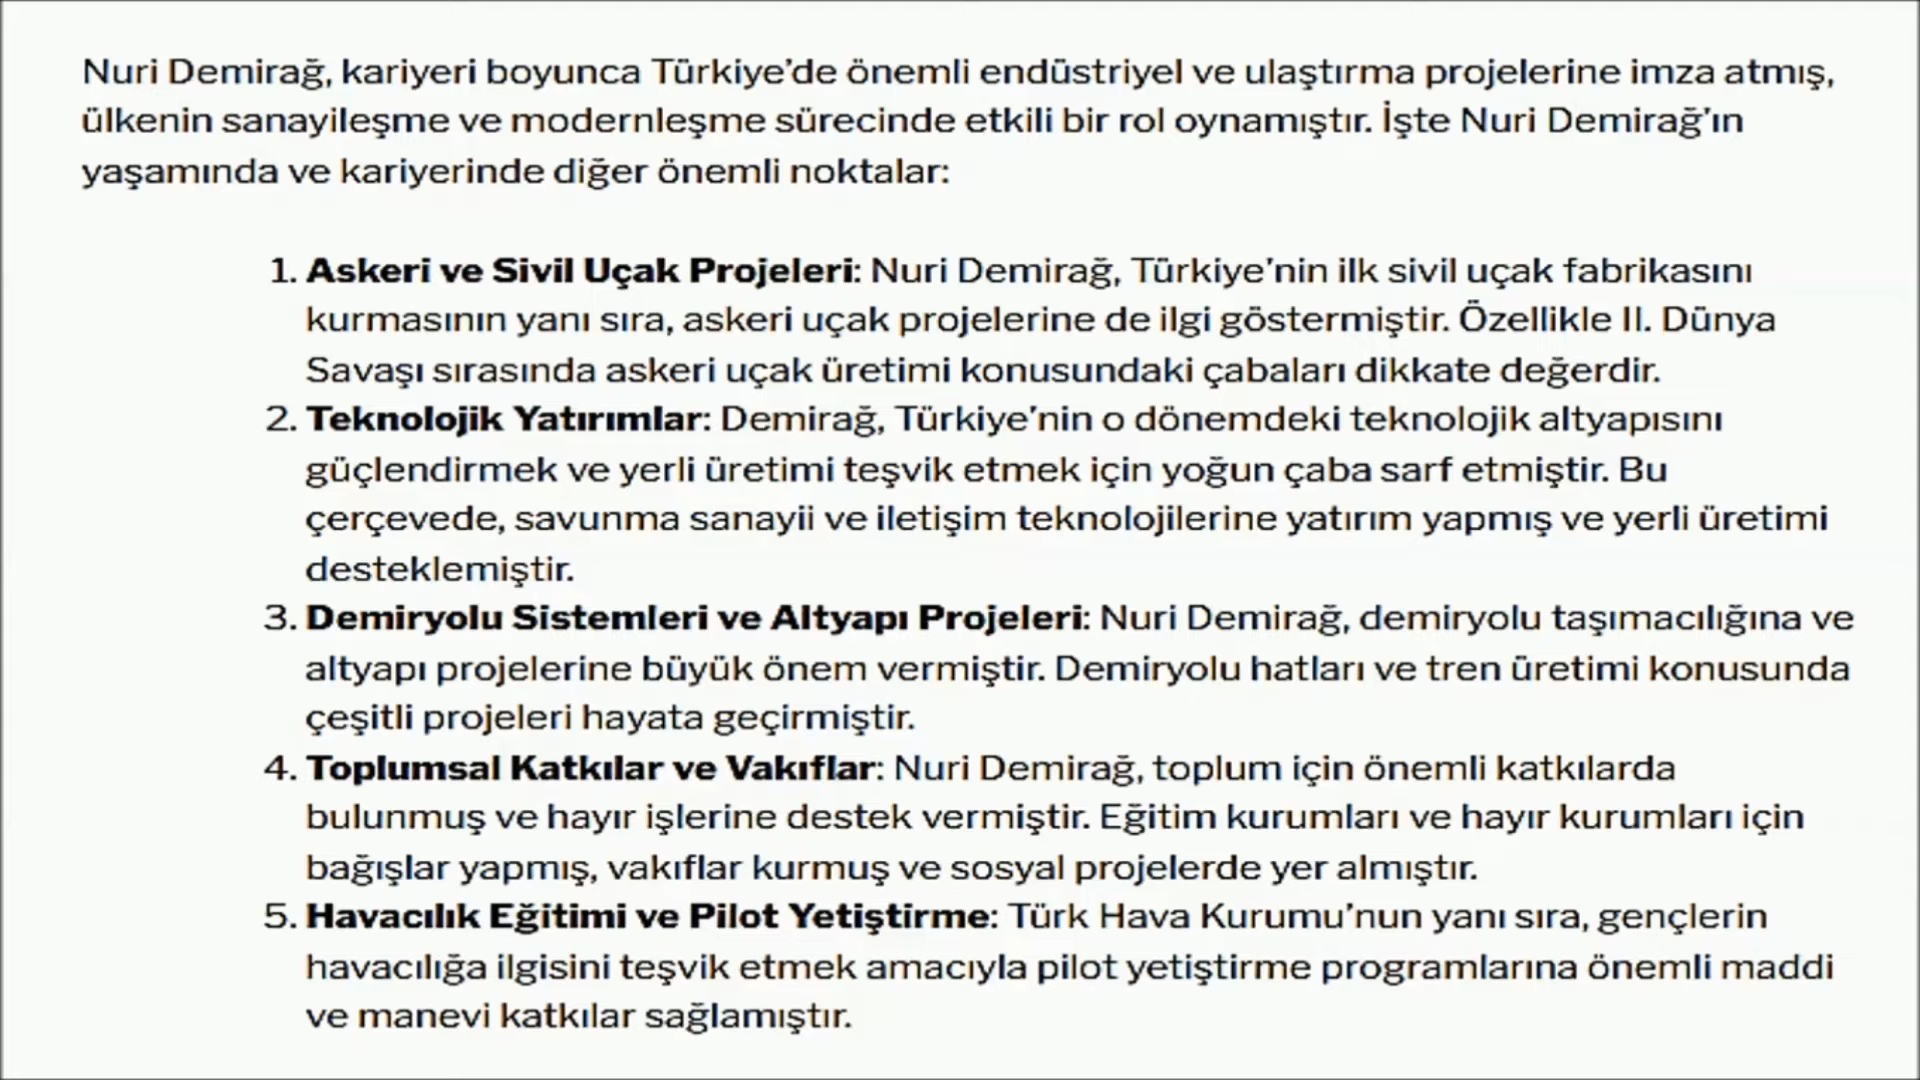 Nuri Demirağ, kariyeri boyunca Türkiye’de önemli endüstriyel ve ulaştırma projelerine imza atmış,
ülkenin sanayileşme ve modernleşme sürecinde etkili bir rol oynamıştır. İşte Nuri Demirağ’ın
yaşamında ve kariyerinde diğer önemli noktalar:
1. Askeri ve Sivil Uçak Projeleri: Nuri Demirağ, Türkiye’nin ilk sivil uçak fabrikasını
kurmasının yanı sıra, askeri uçak projelerine de ilgi göstermiştir. Özellikle II. Dünya
Savaşı sırasında askeri uçak üretimi konusundaki çabaları dikkate değerdir.
2. Teknolojik Yatırımlar: Demirağ, Türkiye’nin o dönemdeki teknolojik altyapısını
güçlendirmek ve yerli üretimi teşvik etmek için yoğun çaba sarf etmiştir. Bu
çerçevede, savunma sanayii ve iletişim teknolojilerine yatırım yapmış ve yerli üretimi
desteklemiştir.
3. Demiryolu Sistemleri ve Altyapı Projeleri: Nuri Demirağ, demiryolu taşımacılığına ve
altyapı projelerine büyük önem vermiştir. Demiryolu hatları ve tren üretimi konusunda
çeşitli projeleri hayata geçirmiştir.
4. Toplumsal Katkılar ve Vakıflar: Nuri Demirağ, toplum için önemli katkılarda
bulunmuş ve hayır işlerine destek vermiştir. Eğitim kurumları ve hayır kurumları için
bağışlar yapmış, vakıflar kurmuş ve sosyal projelerde yer almıştır.
5. Havacılık Eğitimi ve Pilot Yetiştirme: Türk Hava Kurumu’nun yanı sıra, gençlerin
havacılığa ilgisini teşvik etmek amacıyla pilot yetiştirme programlarına önemli maddi
ve manevi katkılar sağlamıştır.